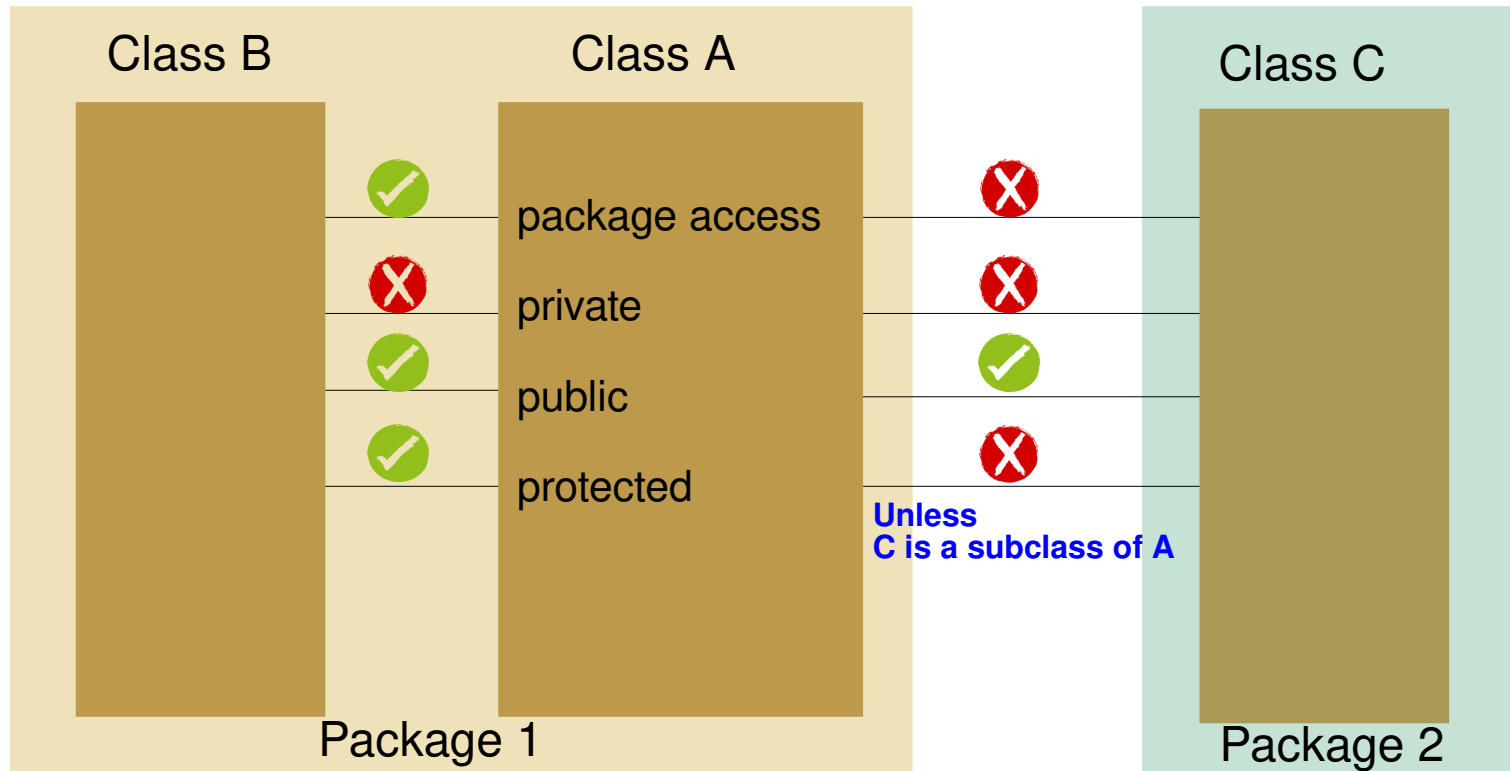 Class B
Class A
Class C
package access
private
public
protected
Unless
C is a subclass of A
Package 1
Package 2